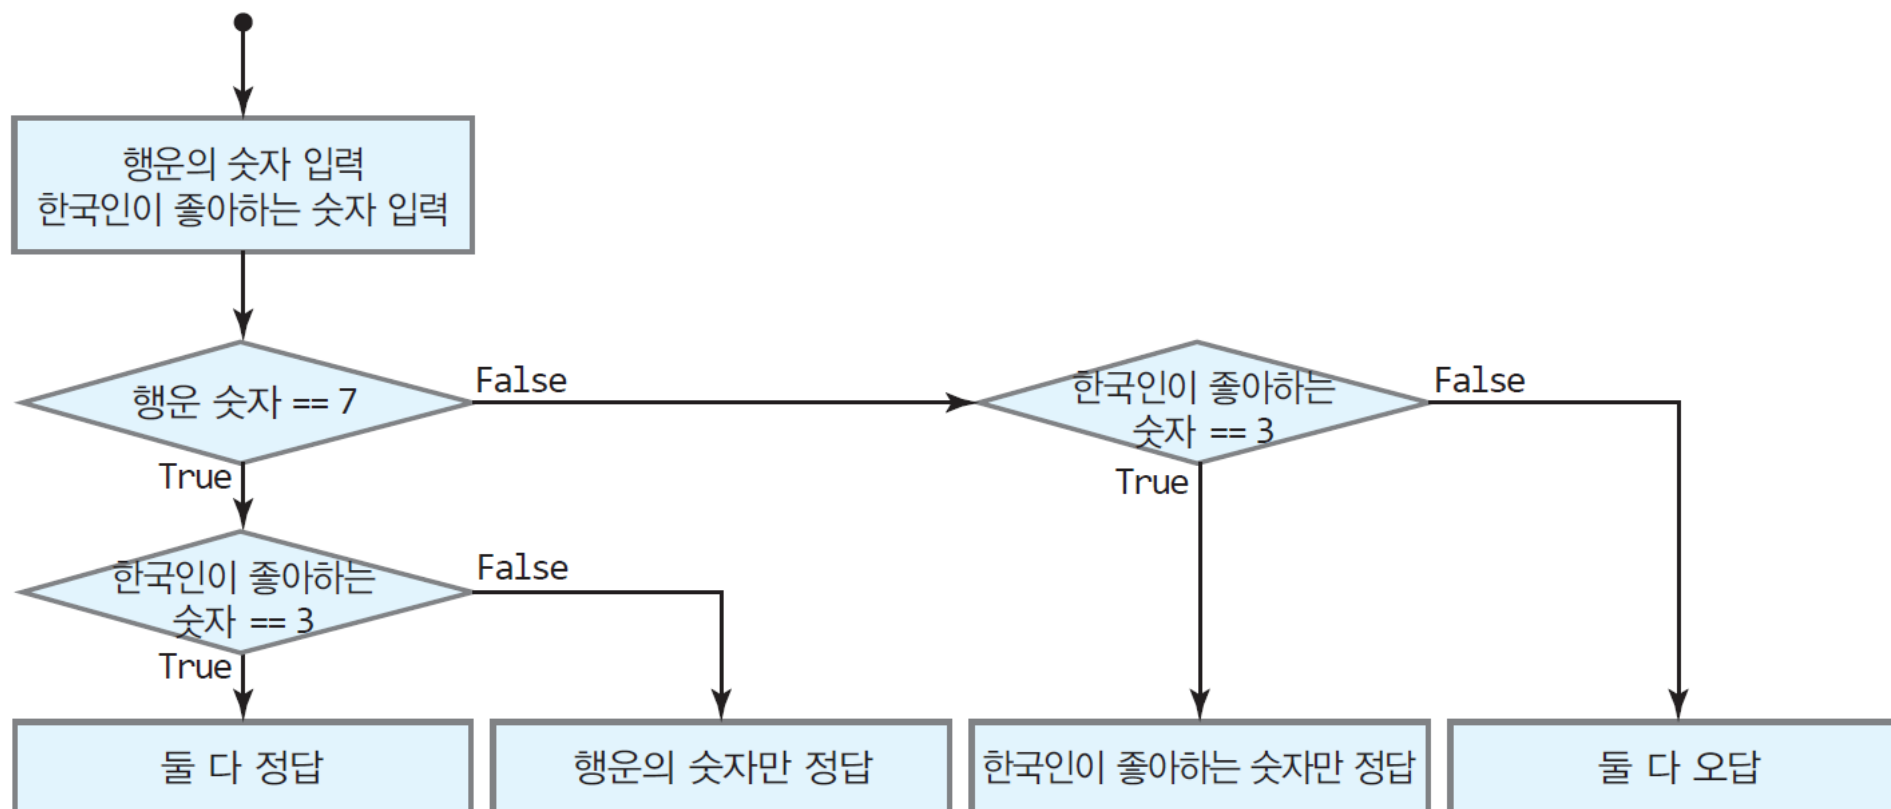 행운의 숫자 입력
한국인이 좋아하는 숫자 입력
행운 숫자 == 7
False
True
한국인이 좋아하는
숫자 == 3
False
True
한국인이 좋아하는
숫자 == 3
False
True
둘 다 정답
행운의 숫자만 정답
한국인이 좋아하는 숫자만 정답
둘 다 오답